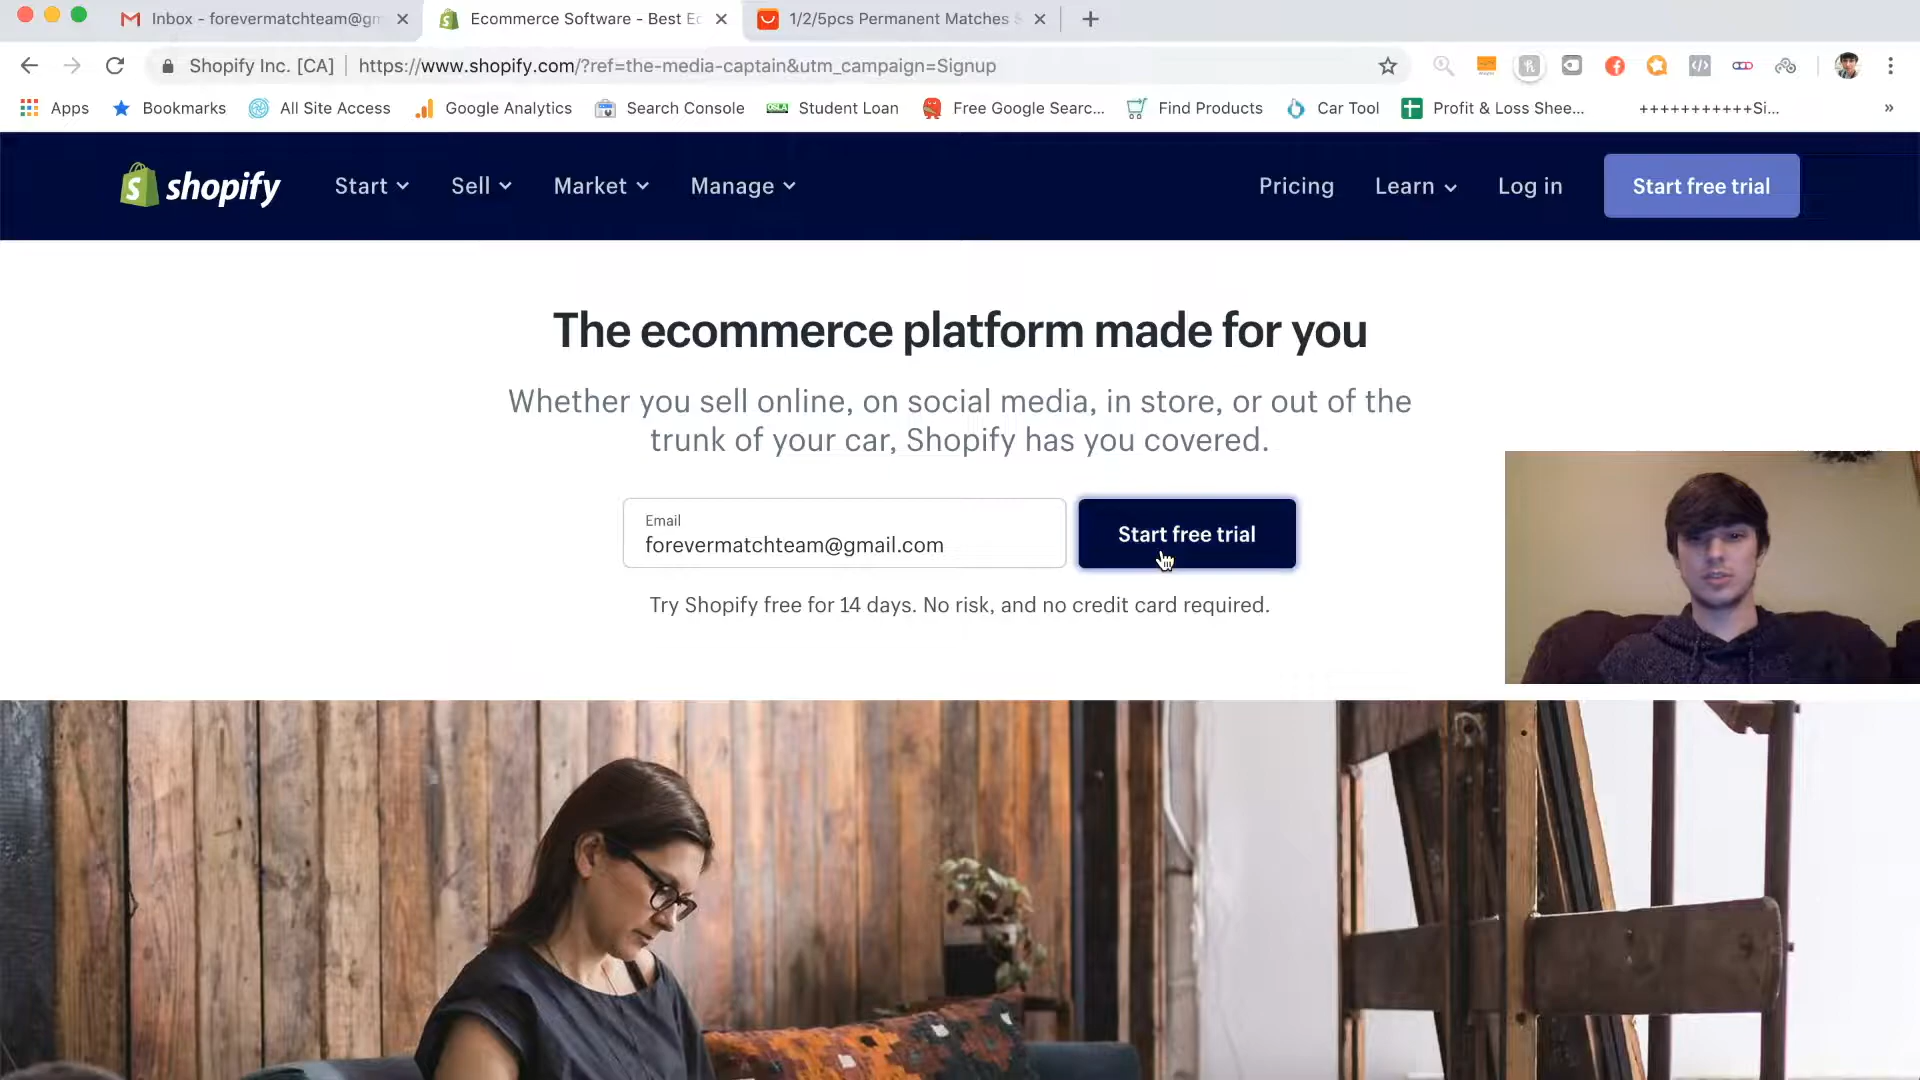 Inbox - forevermatchteam@gm
Ecommerce Software - Best Ec
1/2/5pcs Permanent Matches S
Shopify Inc. [CA]
https://www.shopify.com/?ref=the-media-captain&utm_campaign=Signup
Apps
Bookmarks
All Site Access
Google Analytics
Search Console
Student Loan
Free Google Searc...
Find Products
Car Tool
Profit & Loss Shee...
+++++++++++Si...
»
shopify
Start
Sell
Market
Manage
Pricing
Learn
Log in
Start free trial
The ecommerce platform made for you
Whether you sell online, on social media, in store, or out of the
trunk of your car, Shopify has you covered.
Email
forevermatchteam@gmail.com
Start free trial
Try Shopify free for 14 days. No risk, and no credit card required.